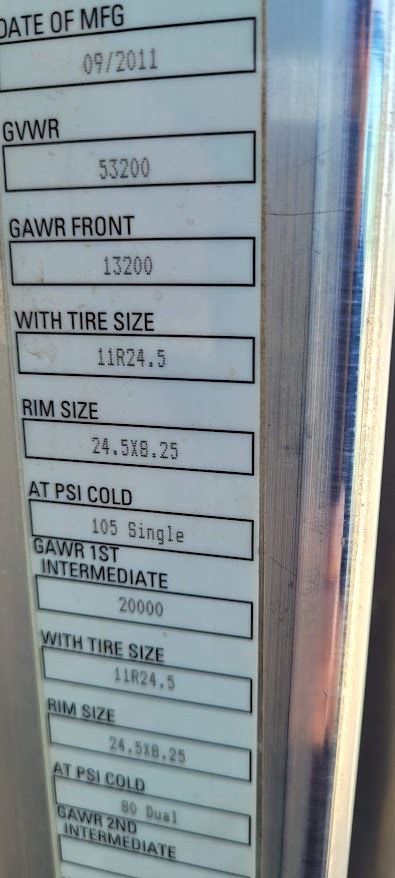 DATE OF MFG
09/2011
GVWR
53200
GAWR FRONT
13200
WITH TIRE SIZE
11R24.5
RIM SIZE
24.5X8.25
AT PSI COLD
105 Single
GAWR 1ST
INTERMEDIATE
20000
WITH TIRE SIZE
11R24.5
RIM SIZE
24.5X8.25
AT PSI COLD
80 Dual
GAWR 2ND
INTERMEDIATE